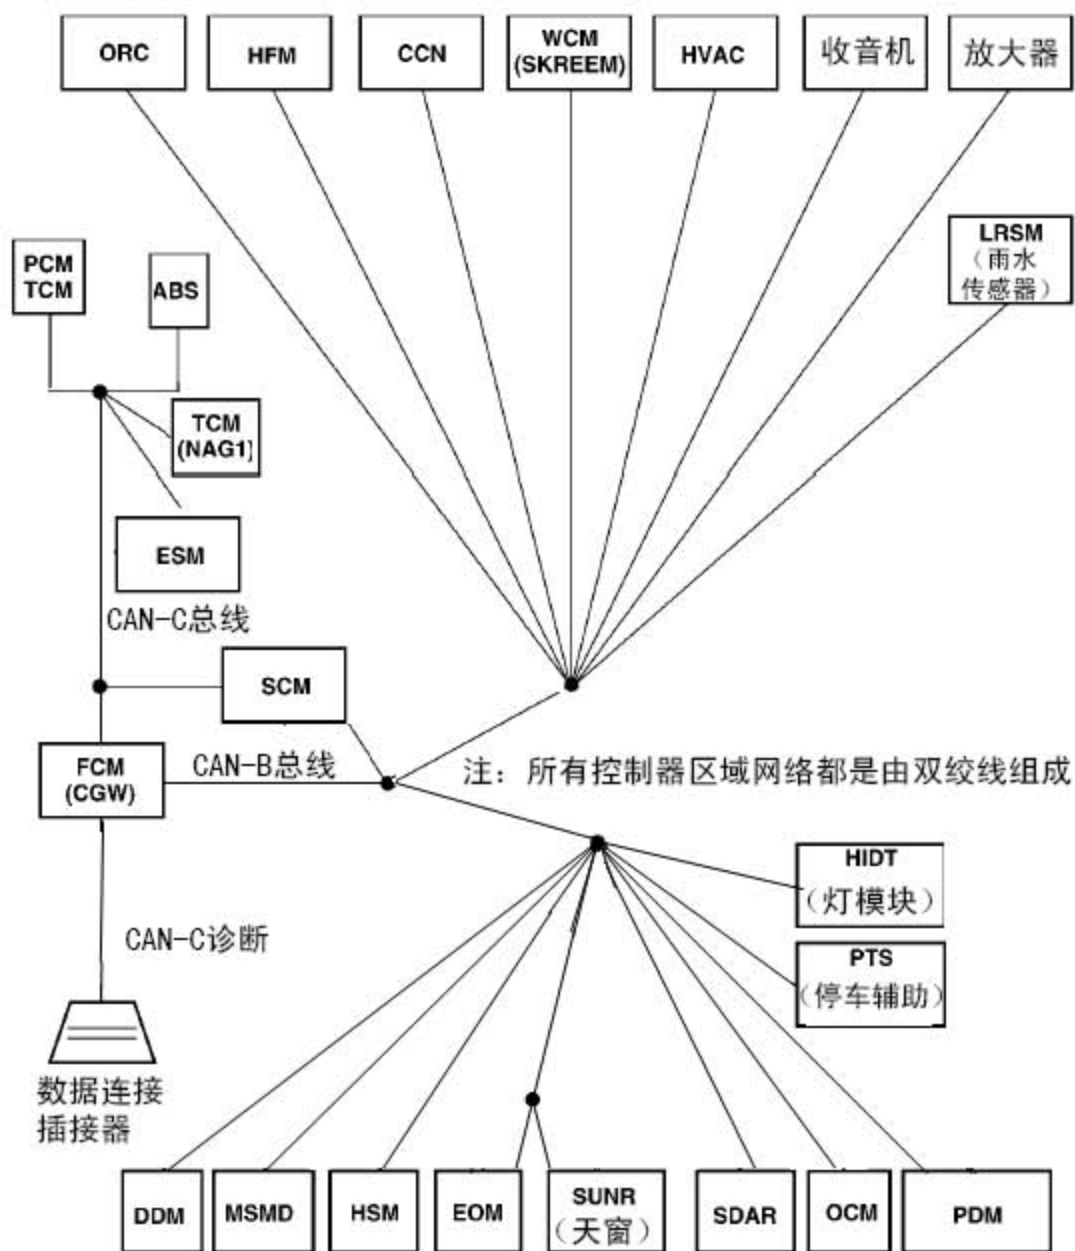 ORC
HFM
CCN
WCM
(SKREEM)
HVAC
收音机
放大器
LRSM
（雨水
传感器）
PCM
TCM
ABS
TCM
(NAG1)
ESM
CAN-C总线
SCM
FCM
(CGW)
CAN-B总线
注：所有控制器区域网络都是由双绞线组成
HIDT
（灯模块）
PTS
（停车辅助）
CAN-C诊断
数据连接
插接器
DDM
MSMD
HSM
EOM
SUNR
（天窗）
SDAR
OCM
PDM